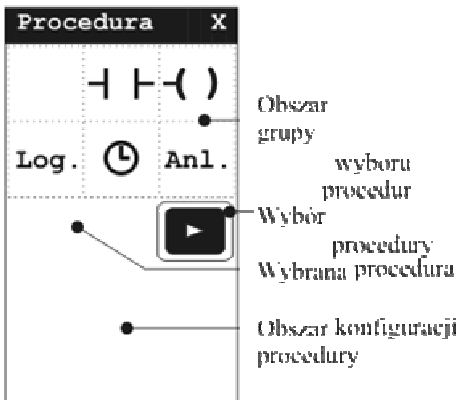 Procedura X
Log. Anl.
Obszar
grupy
wyboru
procedur
Wybór
procedury
Wybrana procedura
Obszar konfiguracji
procedury